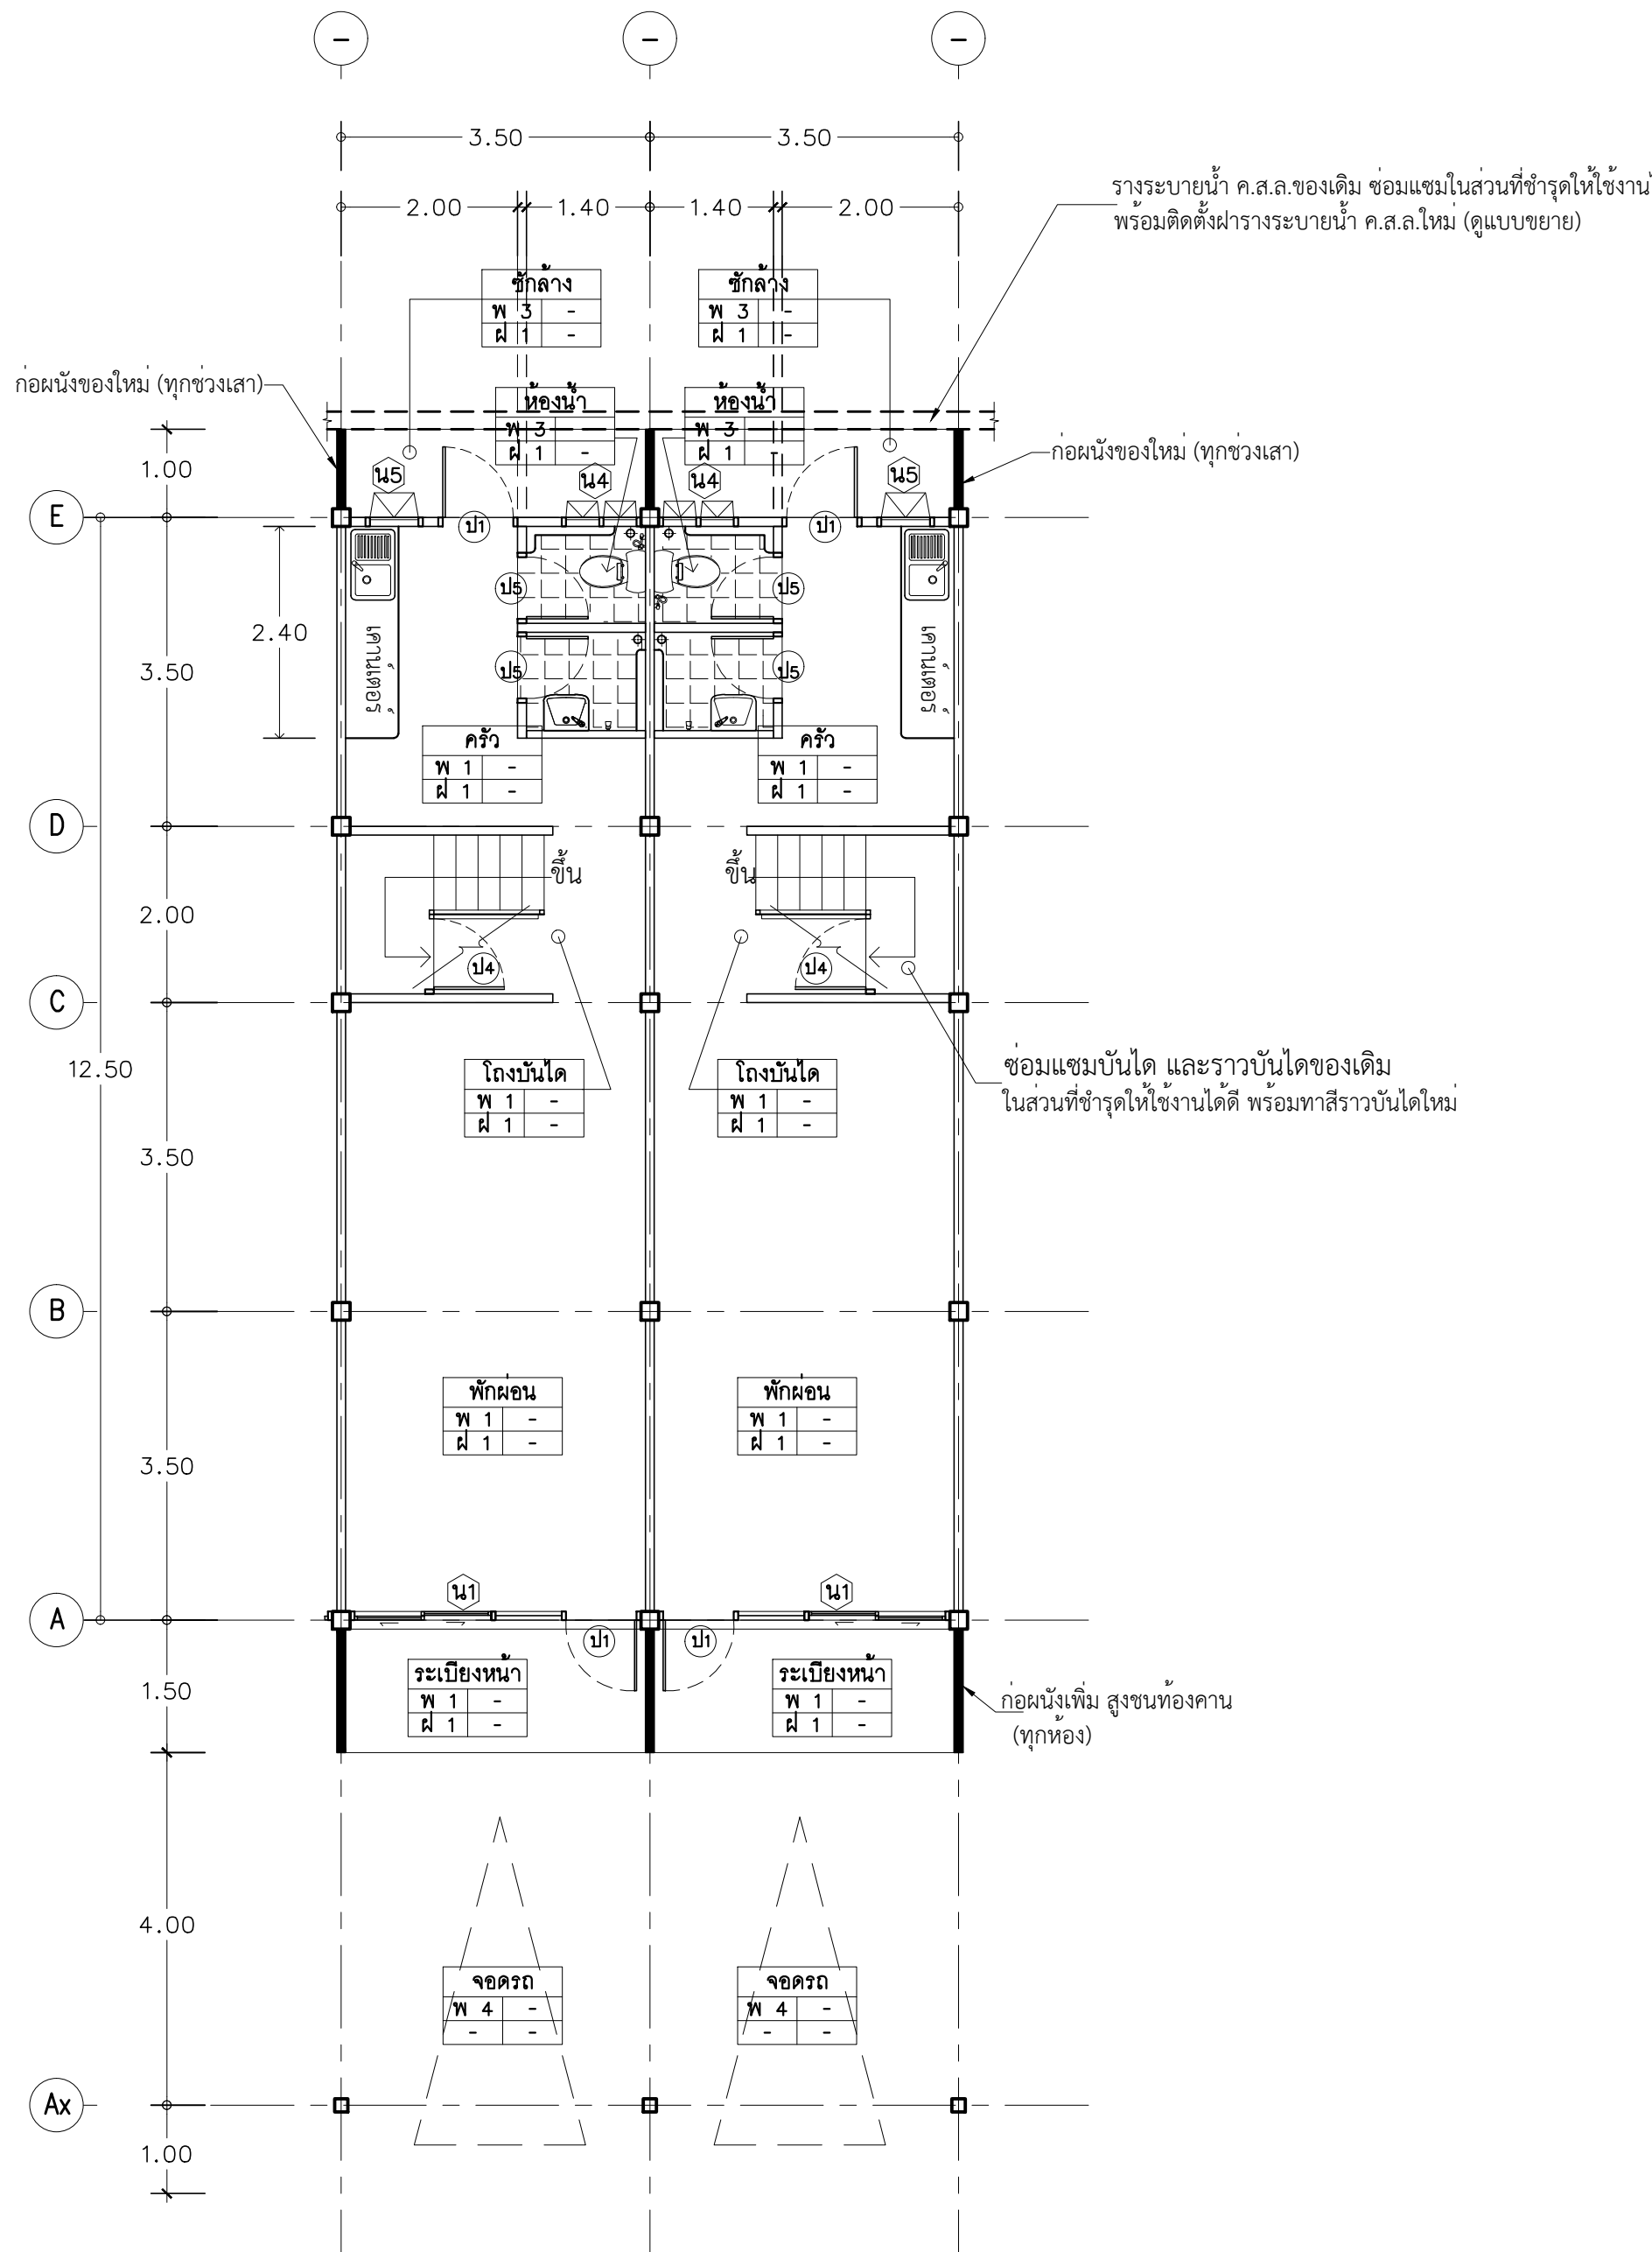 - - -
3.50 3.50
รางระบายน้ำ ค.ส.ล.ของเดิม ซ่อมแซมในส่วนที่ชำรุดให้ใช้งาน
พร้อมติดตั้งฝารางระบายน้ำ ค.ส.ล.ใหม่ (ดูแบบขยาย)
2.00 1.40 1.40 2.00
ซักล้าง ซักล้าง
พ 3 - พ 3 -
ฝ 1 - ฝ 1 -
ก่อผนังของใหม่ (ทุกช่วงเสา)
ห้องน้ำ ห้องน้ำ
พ 3 พ 3
ฝ 1 - ฝ 1 -
ก่อผนังของใหม่ (ทุกช่วงเสา)
1.00
น5 น4 น4 น5
E
ป1 ป1
ป5 ป5
2.40
เคาน์เตอร์ เคาน์เตอร์
3.50
ป5 ป5
ครัว ครัว
พ 1 - พ 1 -
ฝ 1 - ฝ 1 -
D
ขึ้น ขึ้น
2.00
ป4 ป4
C
12.50
ซ่อมแซมบันได และราวบันไดของเดิม
ในส่วนที่ชำรุดให้ใช้งานได้ดี พร้อมทาสีราวบันไดใหม่
โถงบันได โถงบันได
พ 1 - พ 1 -
ฝ 1 - ฝ 1 -
3.50
B
พักผ่อน พักผ่อน
พ 1 - พ 1 -
ฝ 1 - ฝ 1 -
3.50
น1 น1
A
ป1 ป1
ระเบียงหน้า ระเบียงหน้า
พ 1 - พ 1 -
ฝ 1 - ฝ 1 -
1.50
ก่อผนังเพิ่ม สูงชนท้องคาน
(ทุกห้อง)
4.00
จอดรถ จอดรถ
พ 4 - พ 4 -
- - - -
Ax
1.00